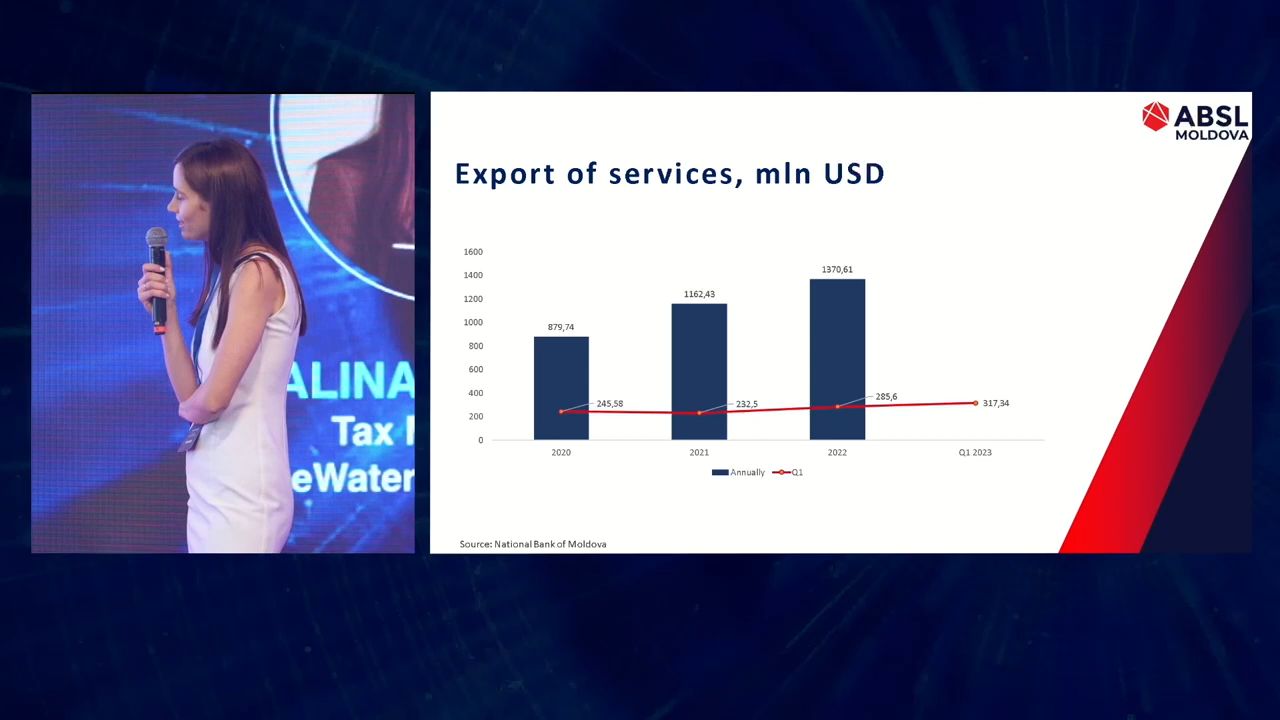 ALINA
Tax
eWater
ABSL
MOLDOVA
Export of services, mln USD
1600
1400
1200
1000
800
600
400
200
0
879,74
1162,43
1370,61
245,58
232,5
285,6
317,34
2020
2021
2022
Q1 2023
Annually
Q1
Source: National Bank of Moldova